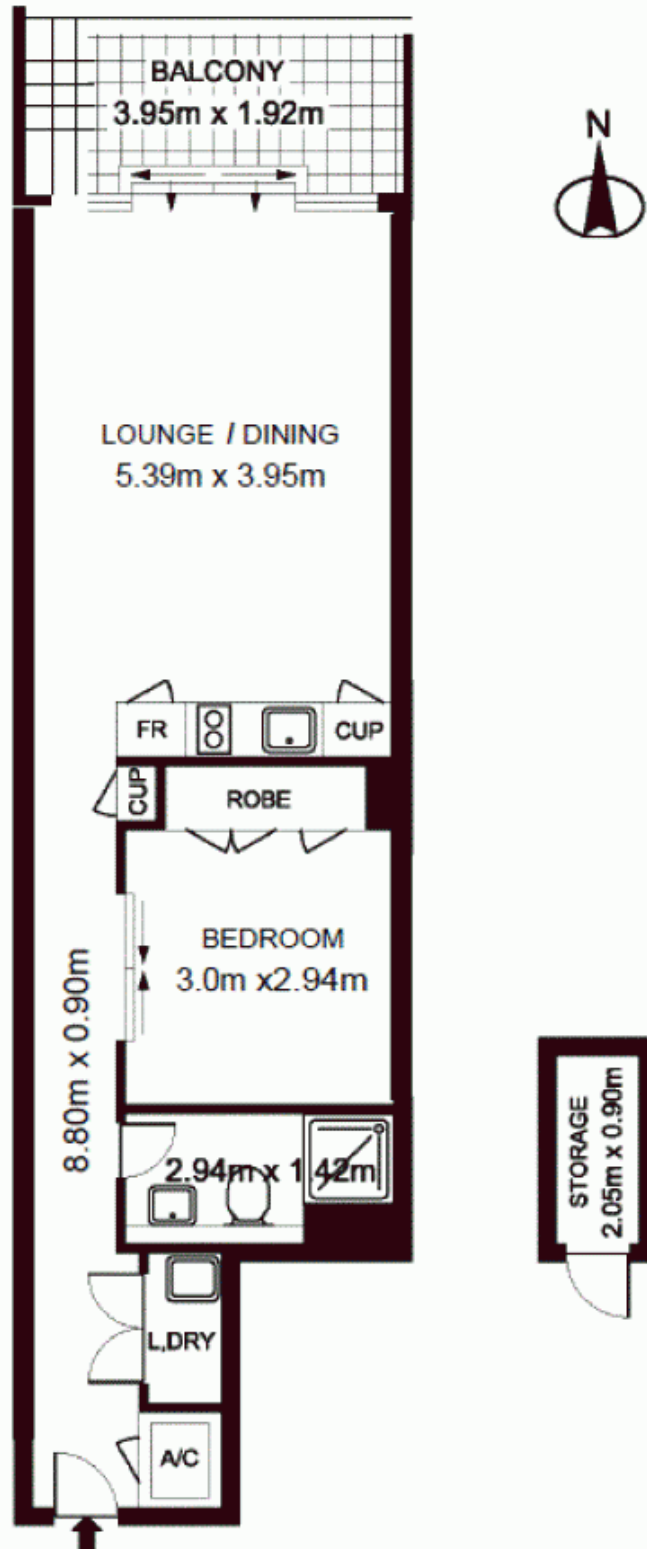 BALCONY
3.95m x 1.92m
N
LOUNGE / DINING
5.39m x 3.95m
FR
CUP
CUP
ROBE
BEDROOM
3.0m x2.94m
8.80m x 0.90m
2.94m x 1.42m
STORAGE
2.05m x 0.90m
L,DRY
A/C